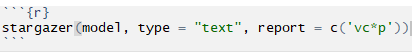 ```{r}
stargazer(model, type = "text", report = c('vc*p'))
```